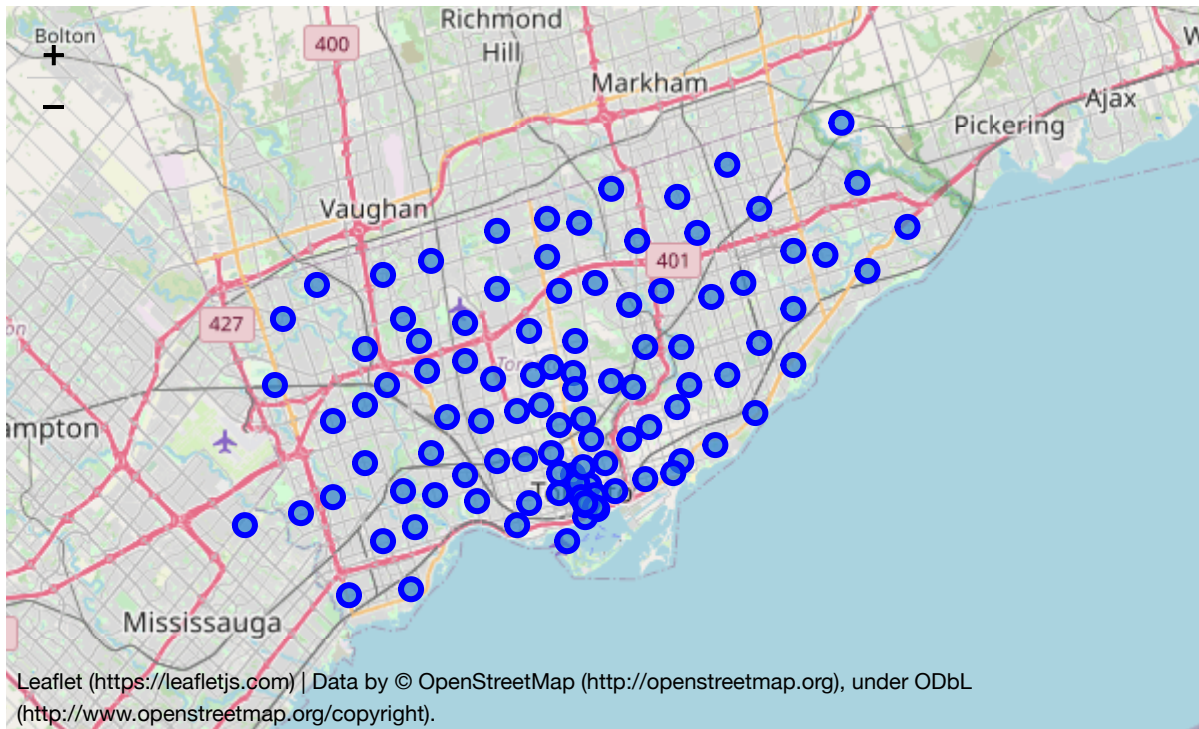 Bolton
+
−
400
Richmond
Hill
Markham
W
Ajax
Pickering
Vaughan
401
427
on
ampton
Mississauga
Leaflet (https://leafletjs.com) | Data by © OpenStreetMap (http://openstreetmap.org), under ODbL
(http://www.openstreetmap.org/copyright).